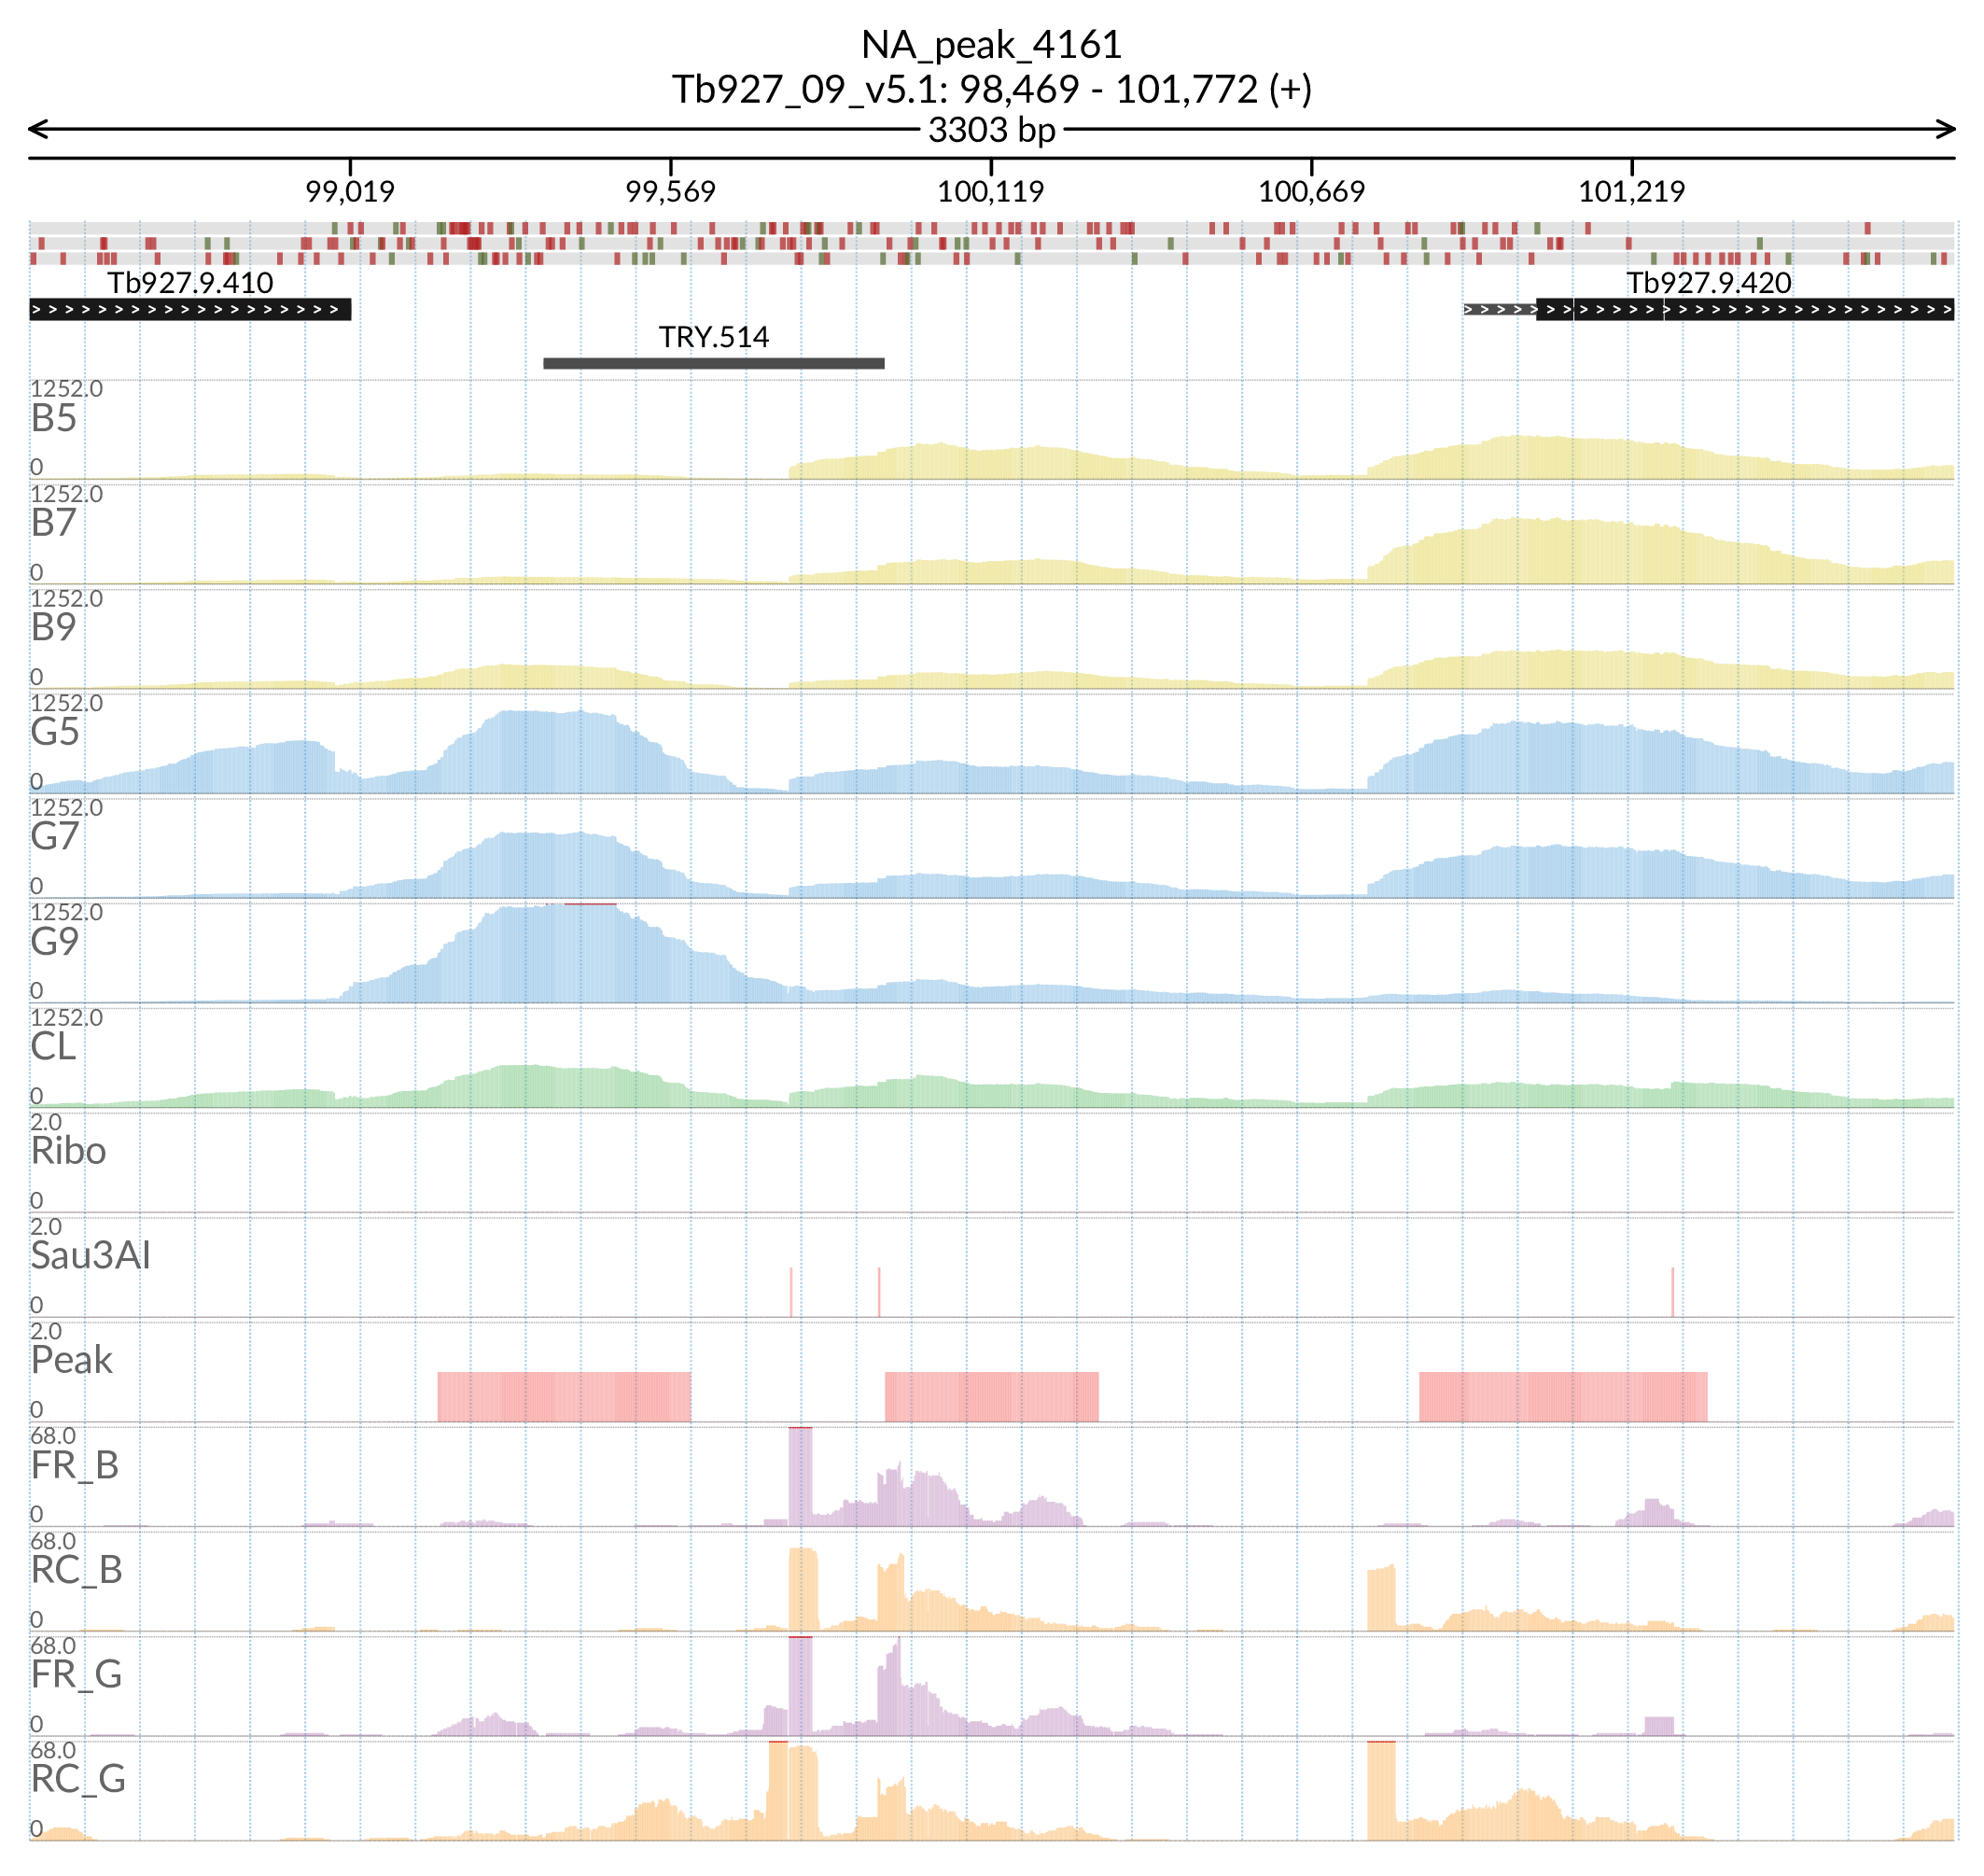 NA_peak_4161
Tb927_09_v5.1: 98,469 - 101,772 (+)
3303 bp
99,019 99,569 100,119 100,669 101,219
Tb927.9.410 Tb927.9.420
TRY.514
1252.0
B5
0
1252.0
B7
0
1252.0
B9
0
1252.0
G5
0
1252.0
G7
0
1252.0
G9
0
1252.0
CL
0
2.0
Ribo
0
2.0
Sau3AI
0
2.0
Peak
0
68.0
FR_B
0
68.0
RC_B
0
68.0
FR_G
0
68.0
RC_G
0